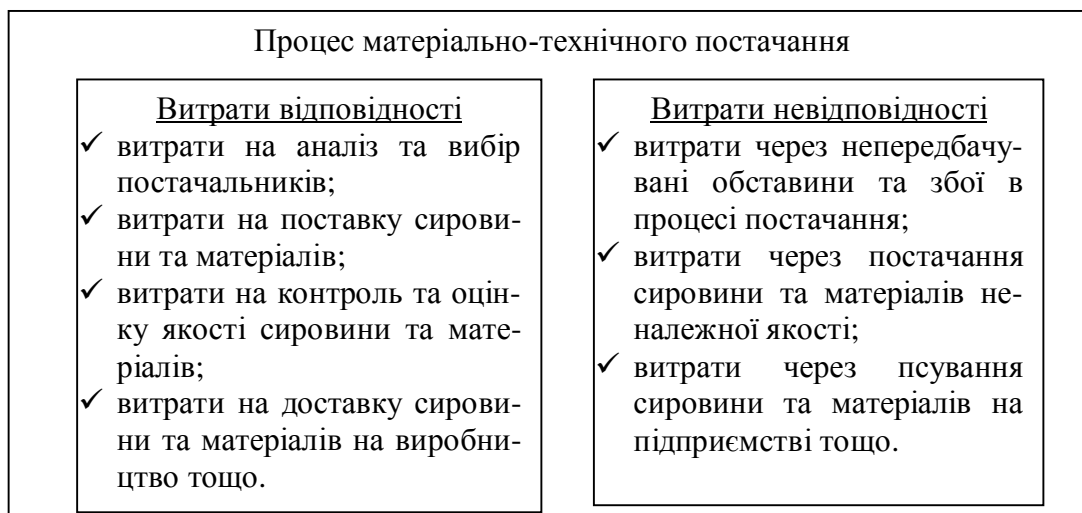 Процес матеріально-технічного постачання
Витрати відповідності
✓ витрати на аналіз та вибір
постачальників;
✓ витрати на поставку сирови-
ни та матеріалів;
✓ витрати на контроль та оцін-
ку якості сировини та мате-
ріалів;
✓ витрати на доставку сирови-
ни та матеріалів на виробни-
цтво тощо.
Витрати невідповідності
✓ витрати через непередбачу-
вані обставини та збої в
процесі постачання;
✓ витрати через постачання
сировини та матеріалів не-
належної якості;
✓ витрати через псування
сировини та матеріалів на
підприємстві тощо.